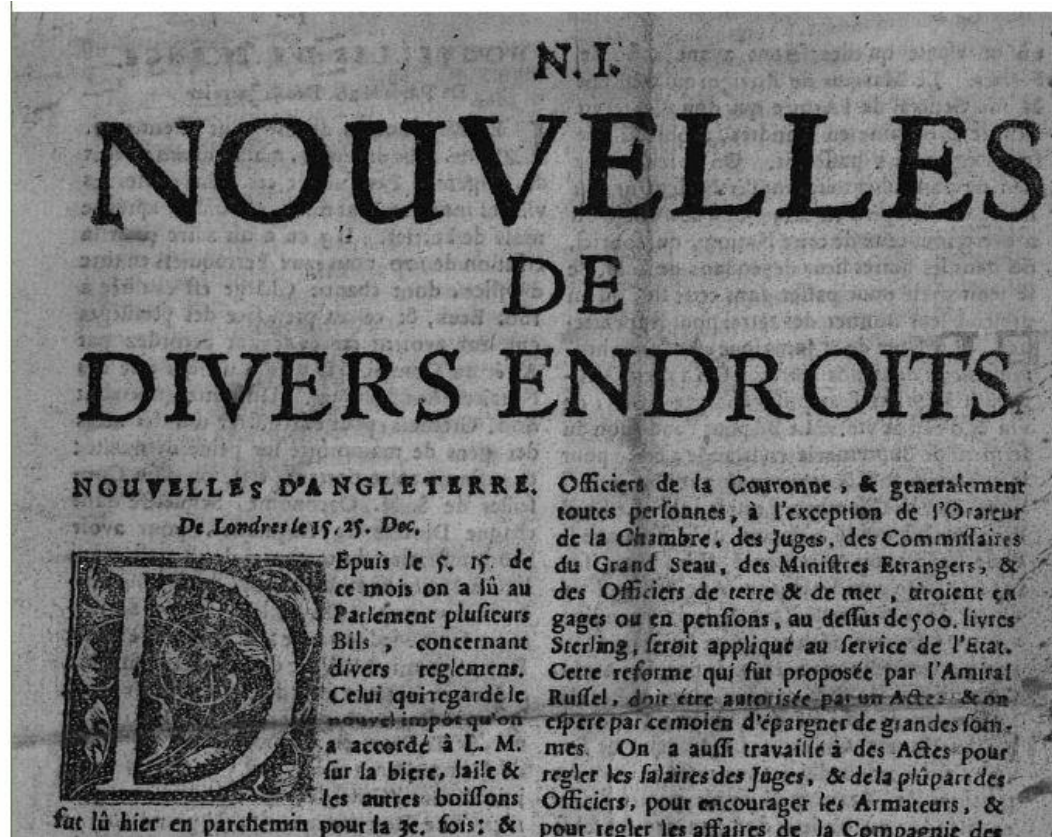 N. I.
NOUVELLES
DE
DIVERS ENDROITS
NOUVELLES D'ANGLETERRE.
De Londres le 15. 25. Dec.
DEpuis le 5. 15. de
ce mois on a lû au
Parlement plusieurs
Bils , concernant
divers reglemens.
Celui qui regarde le
nouvel impôt qu'on
a accordé à L. M.
sur la biere, laile &
les autres boissons
fut lû hier en parchemin pour la 3e. fois; &
Officiers de la Couronne , & generalement
toutes personnes, à l'exception de l'Orateur
de la Chambre, des Juges, des Commissaires
du Grand Seau, des Ministres Etrangers, &
des Officiers de terre & de mer , tiroient en
gages ou en pensions, au dessus de 500. livres
Sterling, seroit appliqué au service de l'Etat.
Cette reforme qui fut proposée par l'Amiral
Russel, doit être autorisée par un Acte: & on
espere par ce moien d'épargner de grandes som-
mes. On a aussi travaillé à des Actes pour
regler les salaires des Juges, & de la plûpart des
Officiers, pour encourager les Armateurs, &
pour regler les affaires de la Compagnie des